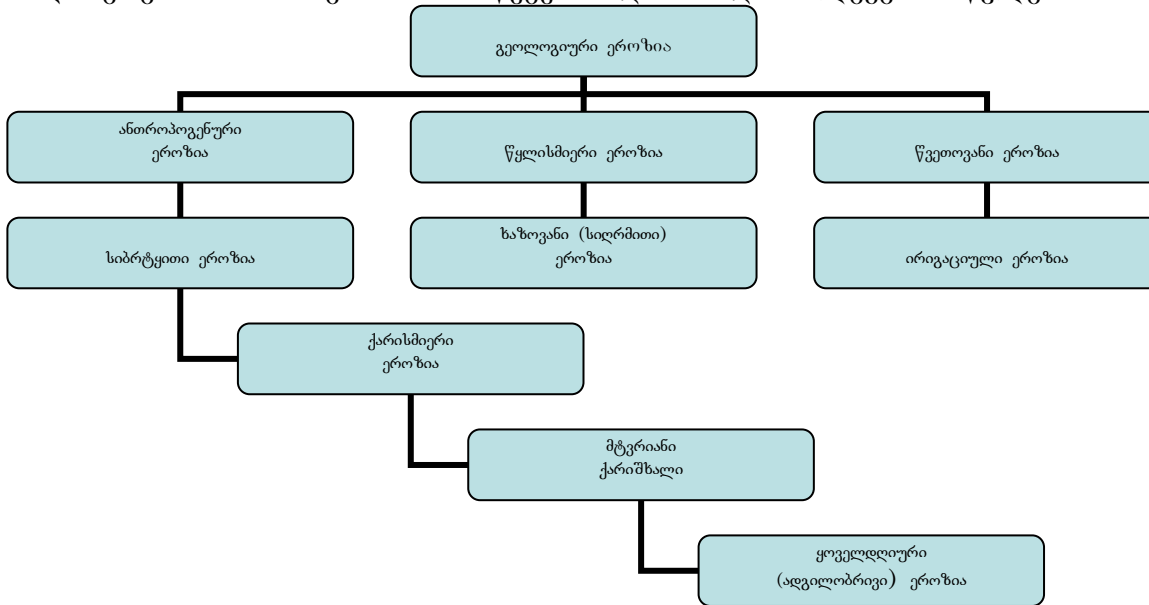 გეოლოგიური ეროზია
ანთროპოგენური
ეროზია
წყლისმიერი ეროზია
წვეთოვანი ეროზია
სიბრტყითი ეროზია
ხაზოვანი (სიღრმითი)
ეროზია
ირიგაციული ეროზია
ქარისმიერი
ეროზია
მტვრიანი
ქარიშხალი
ყოველდღიური
(ადგილობრივი) ეროზია